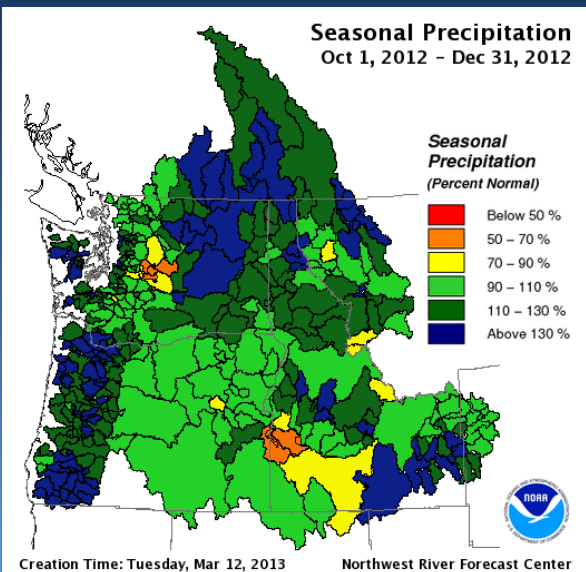 Seasonal Precipitation
Oct 1, 2012 – Dec 31, 2012
Seasonal
Precipitation
(Percent Normal)
Below 50 %
50 – 70 %
70 – 90 %
90 – 110 %
110 – 130 %
Above 130 %
NOAA
Creation Time: Tuesday, Mar 12, 2013
Northwest River Forecast Center